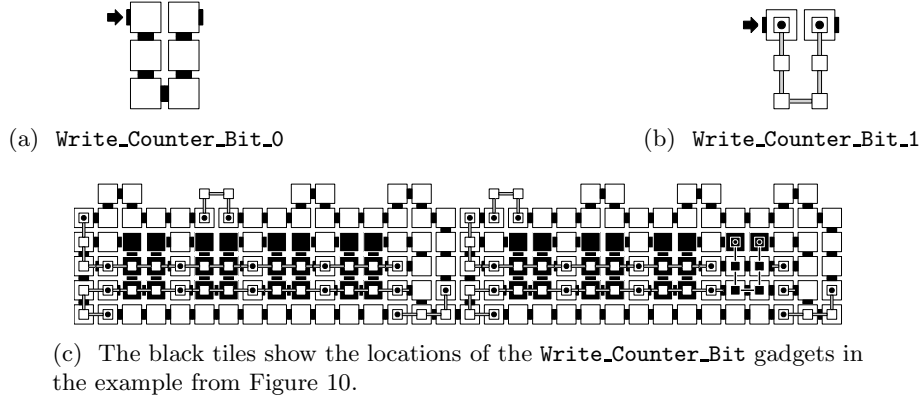 (a) Write_Counter_Bit_0
(b) Write_Counter_Bit_1
(c) The black tiles show the locations of the Write_Counter_Bit gadgets in
the example from Figure 10.